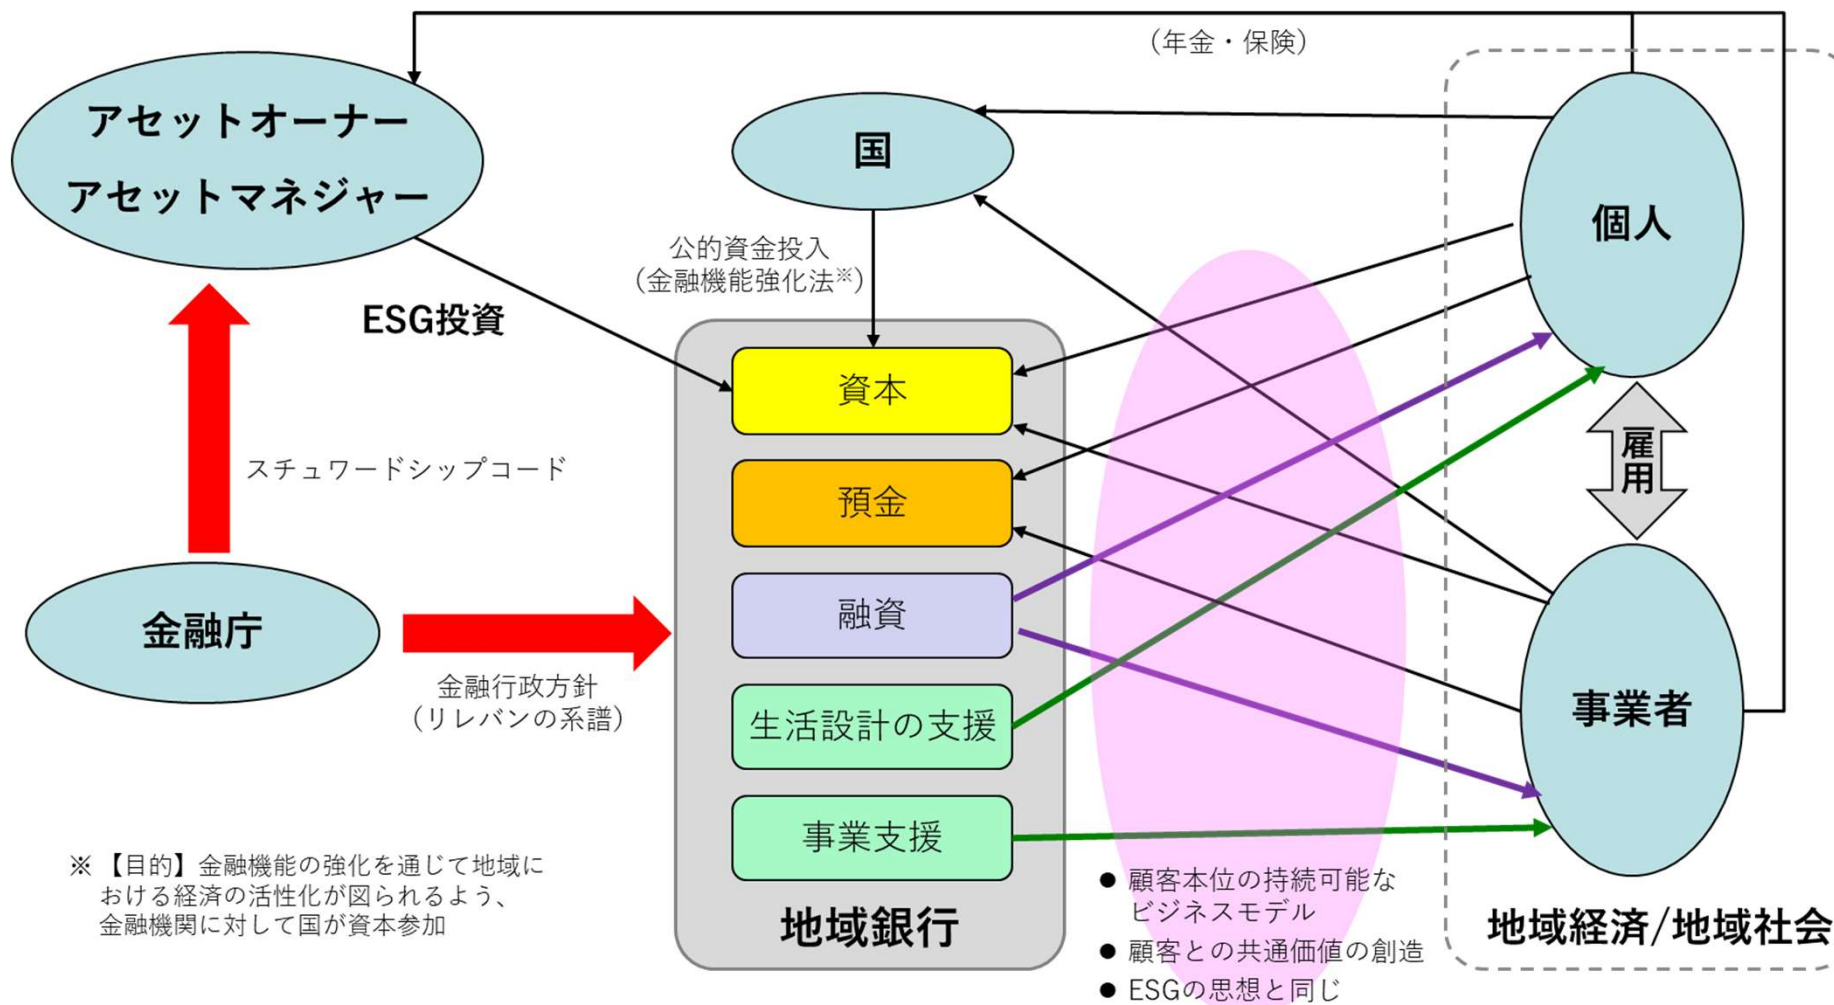 （年金・保険）
アセットオーナー
アセットマネジャー
国
個人
公的資金投入
（金融機能強化法※）
ESG投資
資本
スチュワードシップコード
預金
雇用
金融庁
融資
金融行政方針
（リレバンの系譜）
生活設計の支援
事業者
事業支援
地域銀行
※ 【目的】金融機能の強化を通じて地域に
おける経済の活性化が図られるよう、
金融機関に対して国が資本参加
● 顧客本位の持続可能な
ビジネスモデル
● 顧客との共通価値の創造
● ESGの思想と同じ
地域経済/地域社会